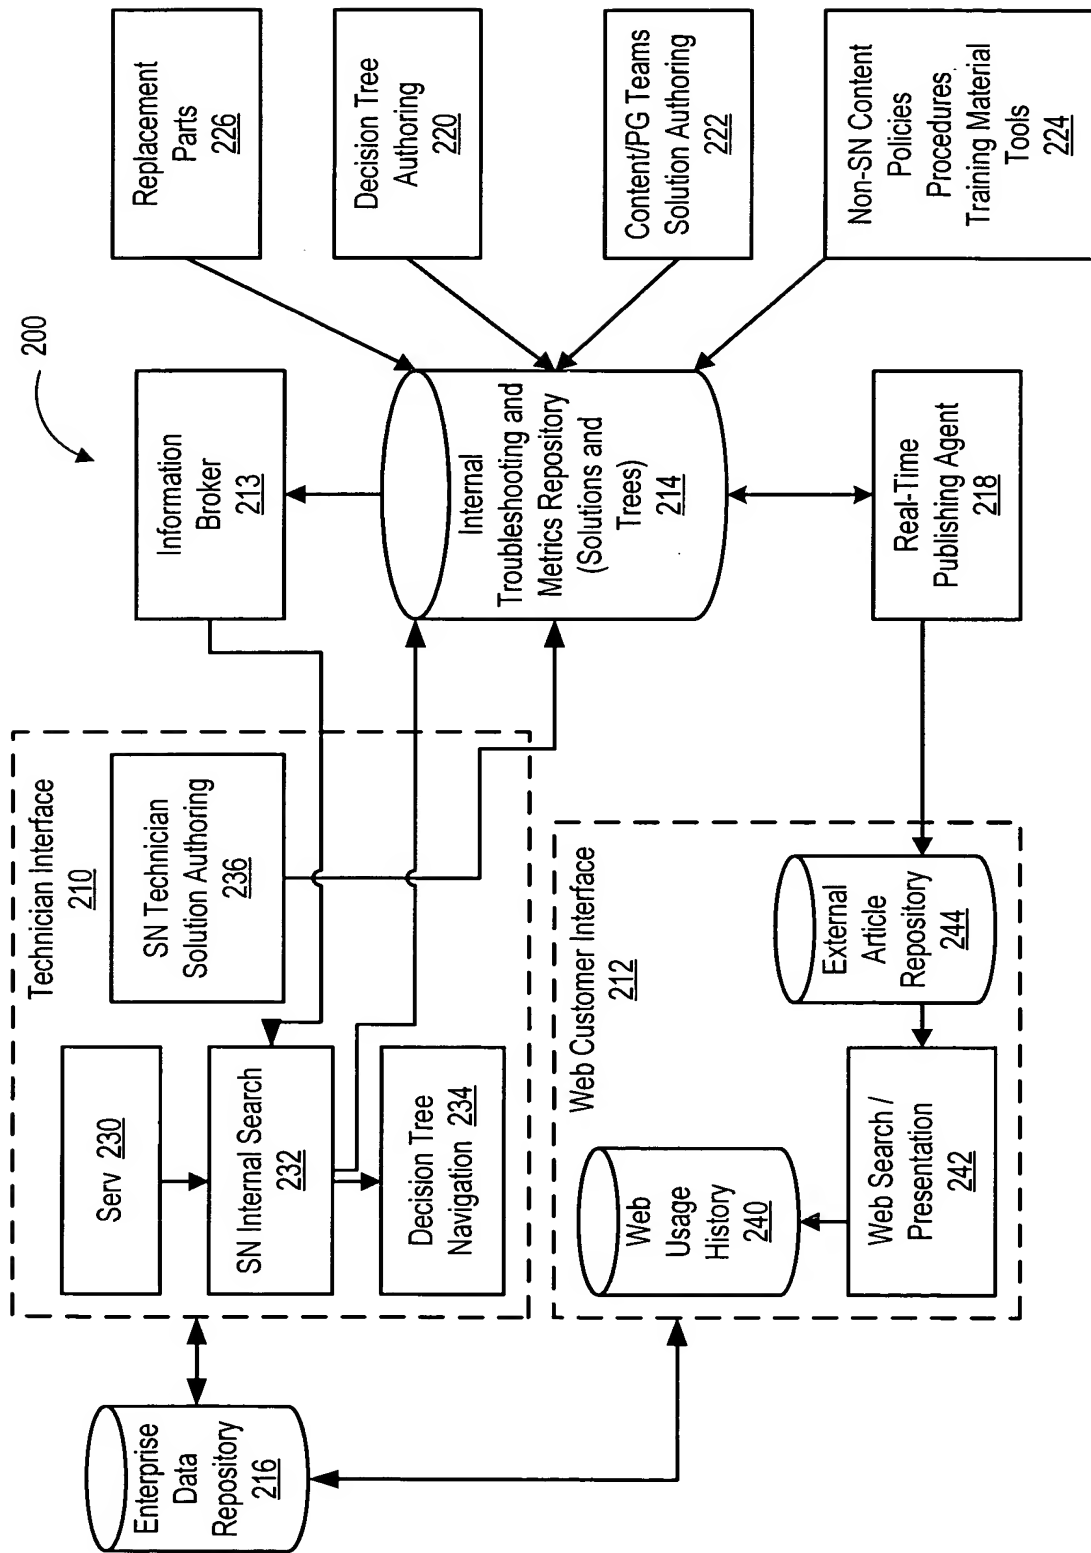 200
Technician Interface
210
Serv 230
SN Internal Search
232
Decision Tree
Navigation 234
SN Technician
Solution Authoring
236
Information
Broker
213
Replacement
Parts
226
Decision Tree
Authoring
220
Content/PG Teams
Solution Authoring
222
Non-SN Content
Policies
Procedures
Training Material
Tools
224
Internal
Troubleshooting and
Metrics Repository
(Solutions and
Trees)
214
Enterprise
Data
Repository
216
Web Customer Interface
212
Web
Usage
History
240
Web Search /
Presentation
242
External
Article
Repository
244
Real-Time
Publishing Agent
218